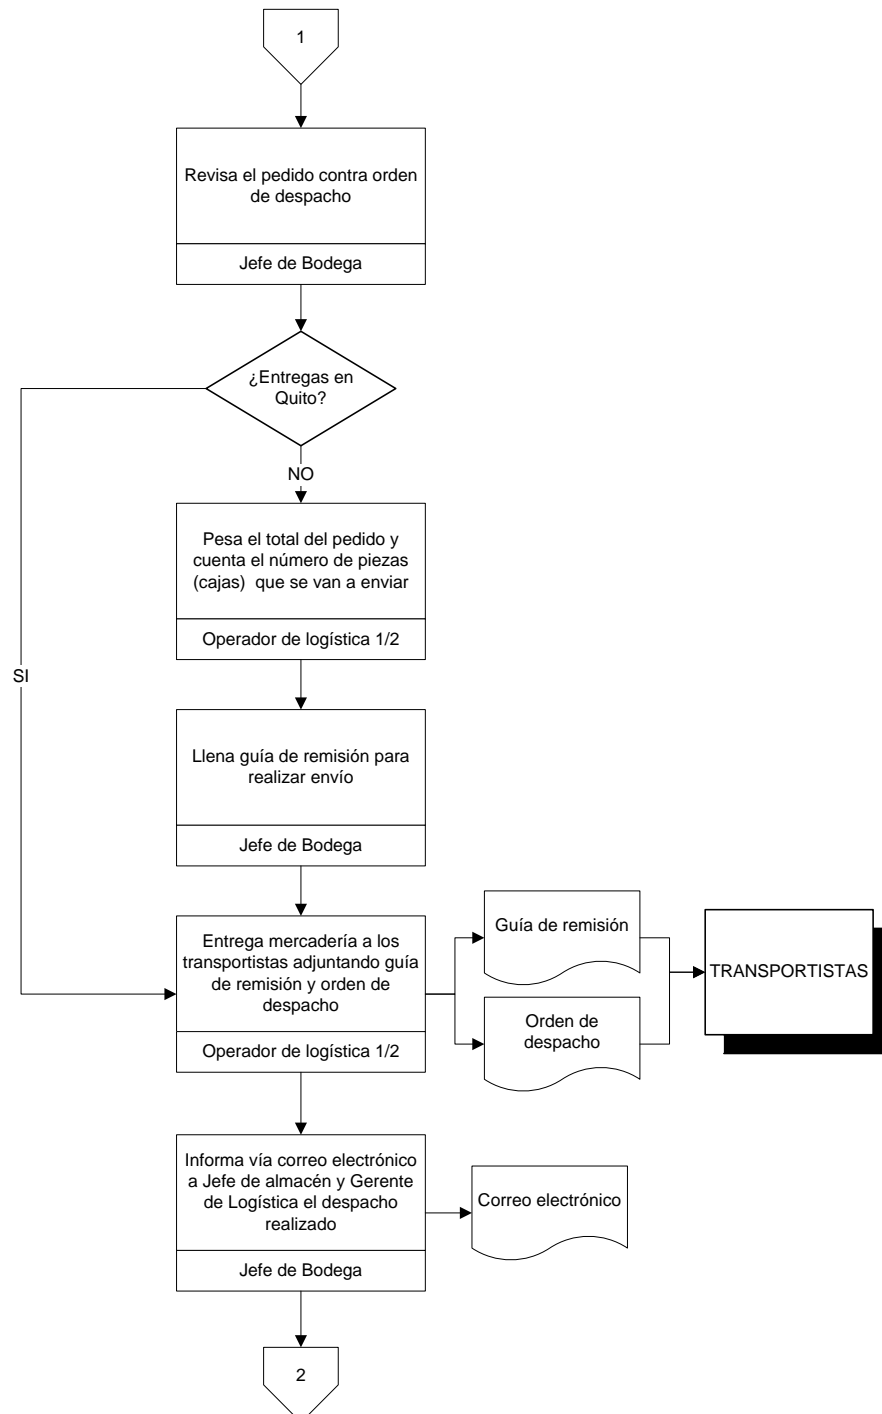 1
Revisa el pedido contra orden
de despacho
Jefe de Bodega
¿Entregas en
Quito?
NO
Pesa el total del pedido y
cuenta el número de piezas
(cajas)  que se van a enviar
Operador de logística 1/2
SI
Llena guía de remisión para
realizar envío
Jefe de Bodega
Entrega mercadería a los
transportistas adjuntando guía
de remisión y orden de
despacho
Operador de logística 1/2
Guía de remisión
Orden de
despacho
TRANSPORTISTAS
Informa vía correo electrónico
a Jefe de almacén y Gerente
de Logística el despacho
realizado
Jefe de Bodega
Correo electrónico
2